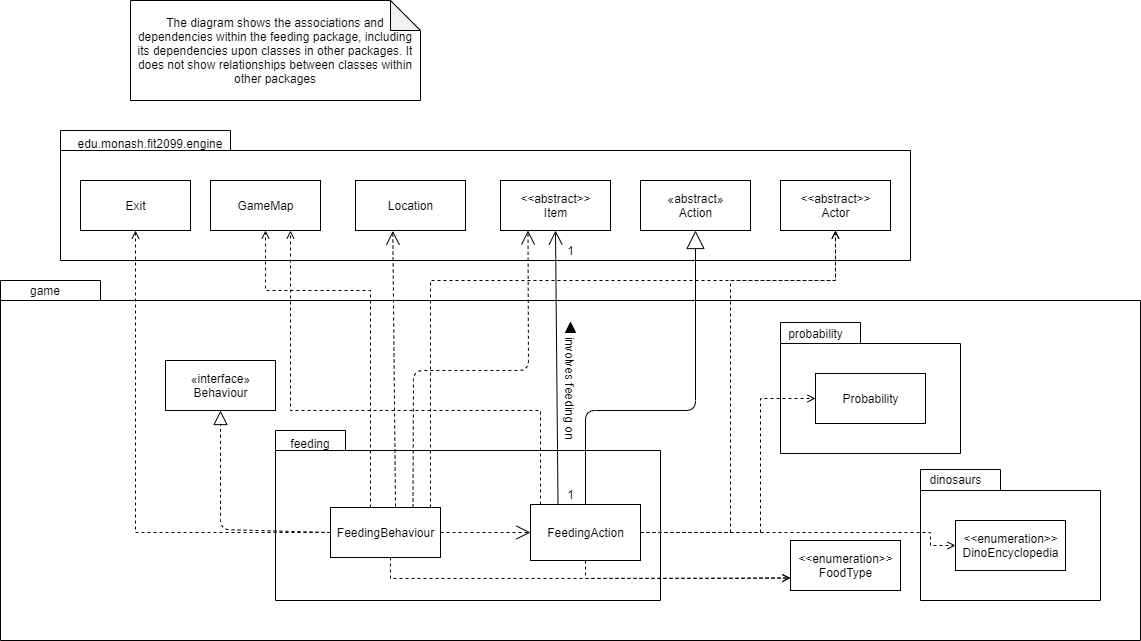 The diagram shows the associations and
dependencies within the feeding package, including
its dependencies upon classes in other packages. It
does not show relationships between classes within
other packages
edu.monash.fit2099.engine
Exit
GameMap
Location
<<abstract>>
Item
«abstract»
Action
<<abstract>>
Actor
1
game
probability
Probability
«interface»
Behaviour
involves feeding on
feeding
1
FeedingBehaviour
FeedingAction
dinosaurs
<<enumeration>>
DinoEncyclopedia
<<enumeration>>
FoodType